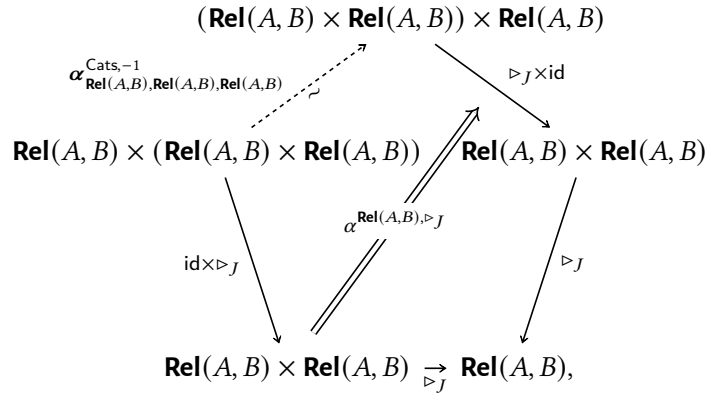 (Rel(A, B) × Rel(A, B)) × Rel(A, B)
α^{Cats,−1}_{Rel(A,B),Rel(A,B),Rel(A,B)}
▷_J×id
∼
Rel(A, B) × (Rel(A, B) × Rel(A, B)) Rel(A, B) × Rel(A, B)
α^{Rel(A,B),▷_J}
id×▷_J
▷_J
Rel(A, B) × Rel(A, B) → Rel(A, B),
▷_J